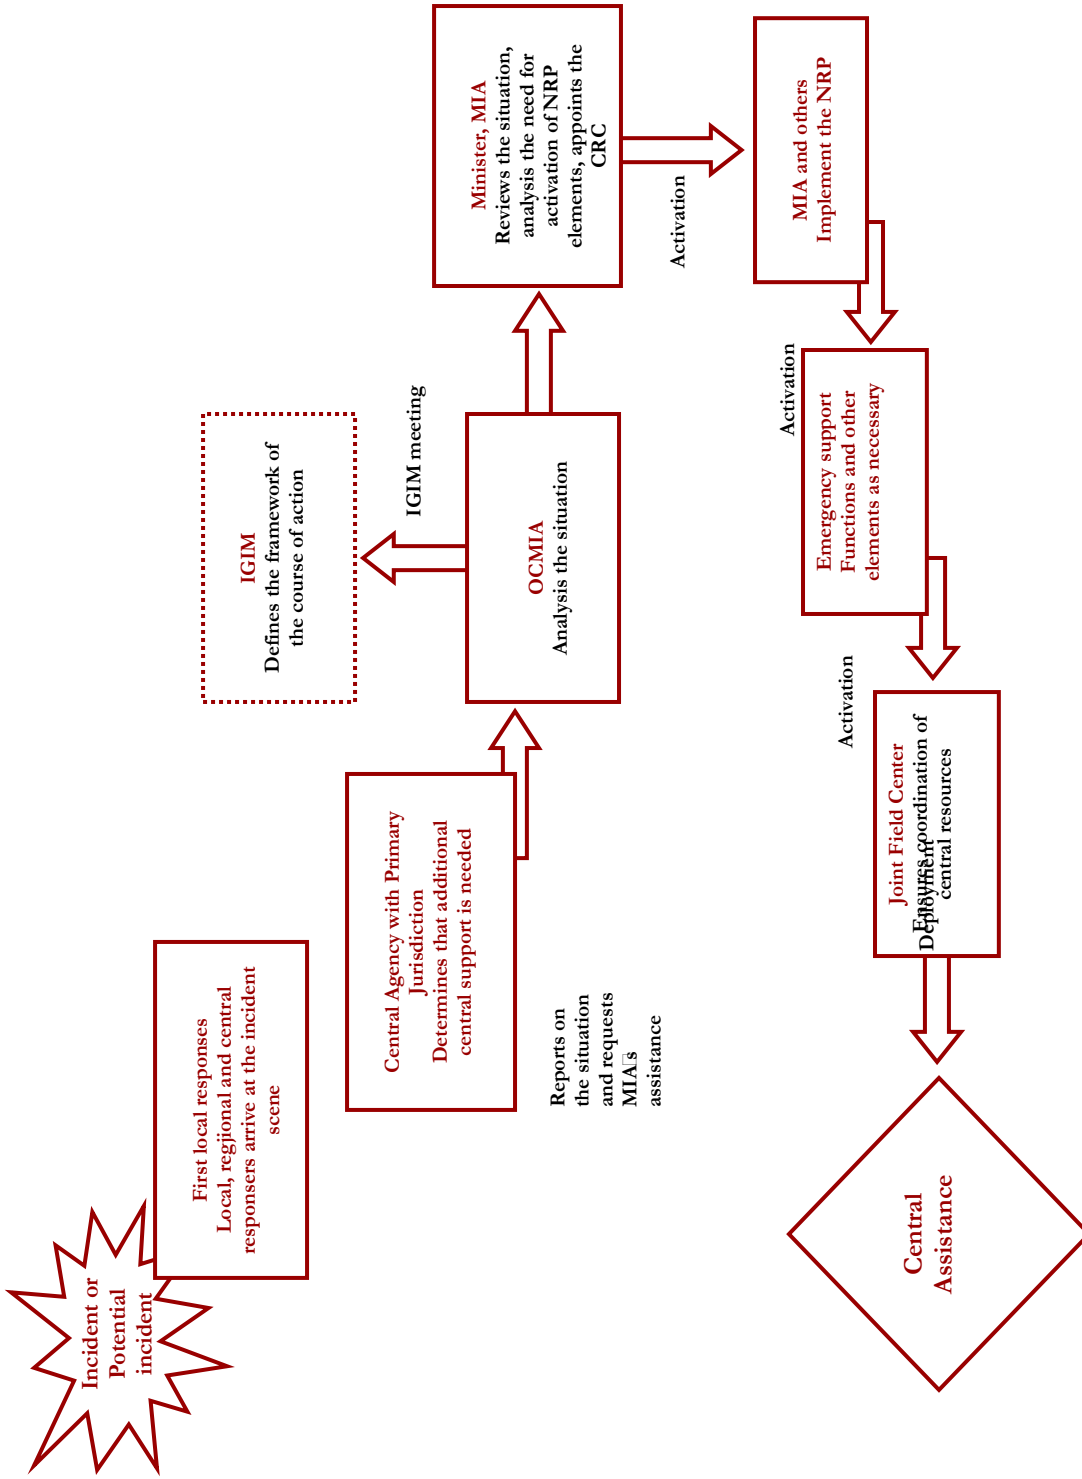 Incident or
Potential
incident
First local responses
Local, regjional and central
responsers arrive at the incident
scene
Central Agency with Primary
Jurisdiction
Determines that additional
central support is needed
Reports on
the situation
and requests
MIA□s
assistance
IGIM
Defines the framework of
the course of action
IGIM meeting
OCMIA
Analysis the situation
Minister, MIA
Reviews the situation,
analysis the need for
activation of NRP
elements, appoints the
CRC
Activation
MIA and others
Implement the NRP
Activation
Emergency support
Functions and other
elements as necessary
Activation
Joint Field Center
Ensures coordination of
central resources
Deployment
Central
Assistance